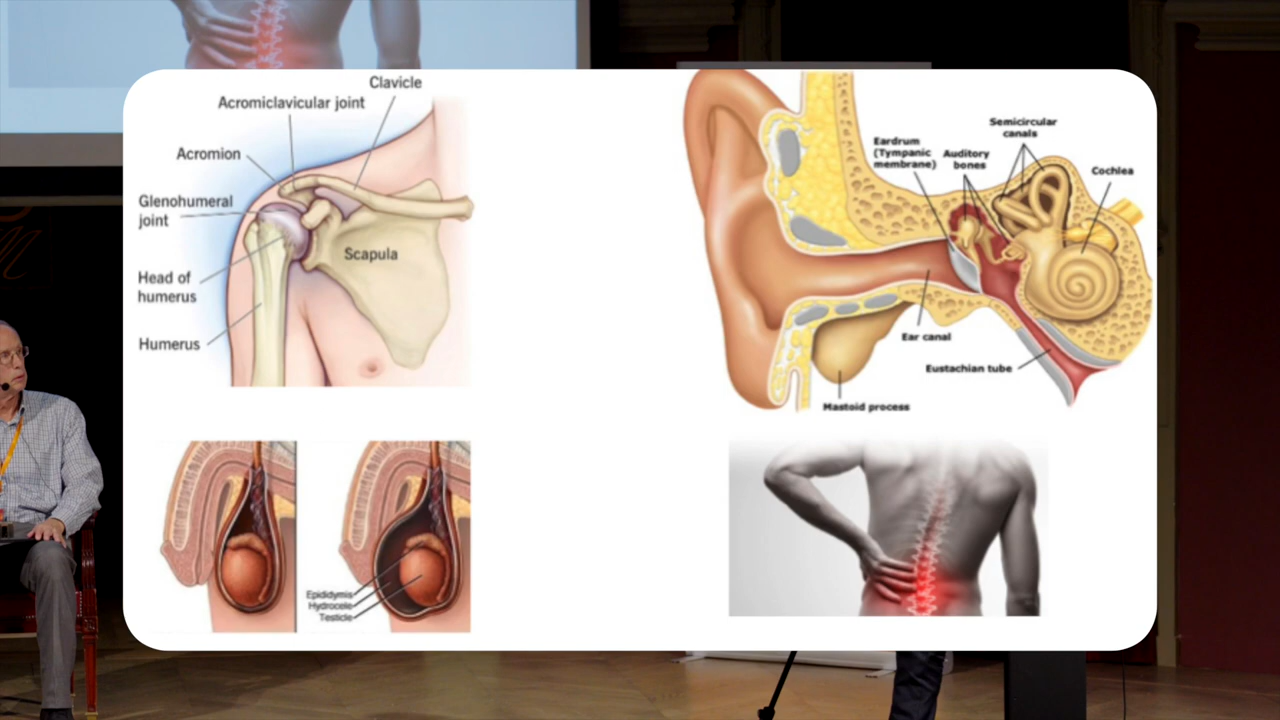 Clavicle
Acromiclavicular joint
Acromion
Glenohumeral
joint
Scapula
Head of
humerus
Humerus
Semicircular
canals
Eardrum
(Tympanic
membrane)
Auditory
bones
Cochlea
Ear canal
Eustachian tube
Mastoid process
Epididymis
Hydrocele
Testicle